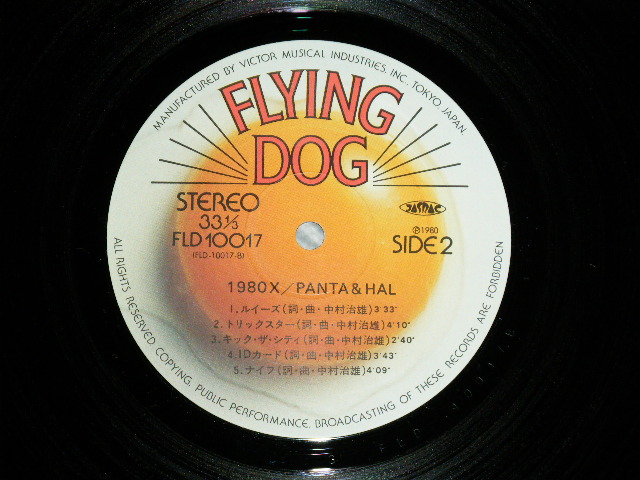 MANUFACTURED BY VICTOR MUSICAL INDUSTRIES, INC. TOKYO, JAPAN.
FLYING
DOG
STEREO
33⅓
FLD10017
(FLD-10017-B)
JASRAC
Ⓟ1980
SIDE2
1980X/PANTA&HAL
1.ルイーズ(詞・曲・中村治雄)3'33"
2.トリックスター(詞・曲・中村治雄)4'10"
3.キック・ザ・シティ(詞・曲・中村治雄)2'40"
4.IDカード(詞・曲・中村治雄)3'43"
5.ナイフ(詞・曲・中村治雄)4'09"
ALL RIGHTS RESERVED. COPYING, PUBLIC PERFORMANCE, BROADCASTING OF THESE RECORDS ARE FORBIDDEN